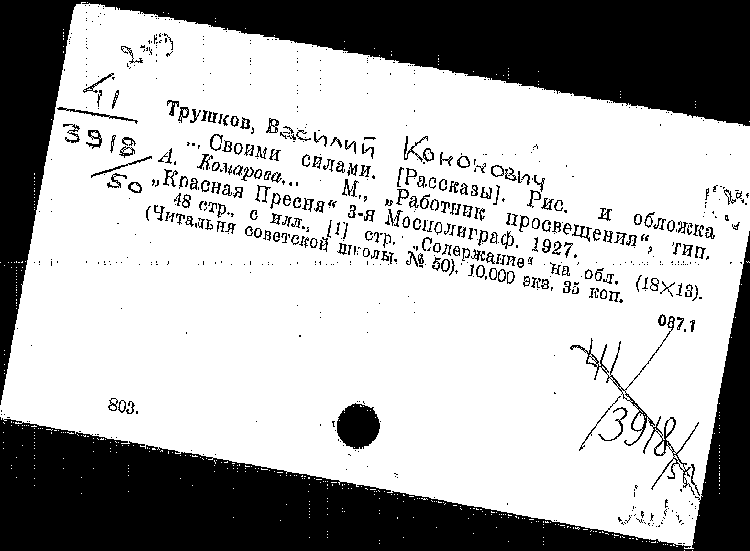 41
3918
/50
Трушков, Василий Кононович
... Своими силами. [Рассказы]. Рис. и обложка
А. Комарова... М., „Работник просвещения“, тип.
„Красная Пресня“ 3-я Мосполиграф. 1927.
48 стр., с илл., [1] стр. „Содержание“ на обл. (18×13).
(Читальня советской школы. № 50). 10.000 экз. 35 коп.
087.1
41
3918
803.